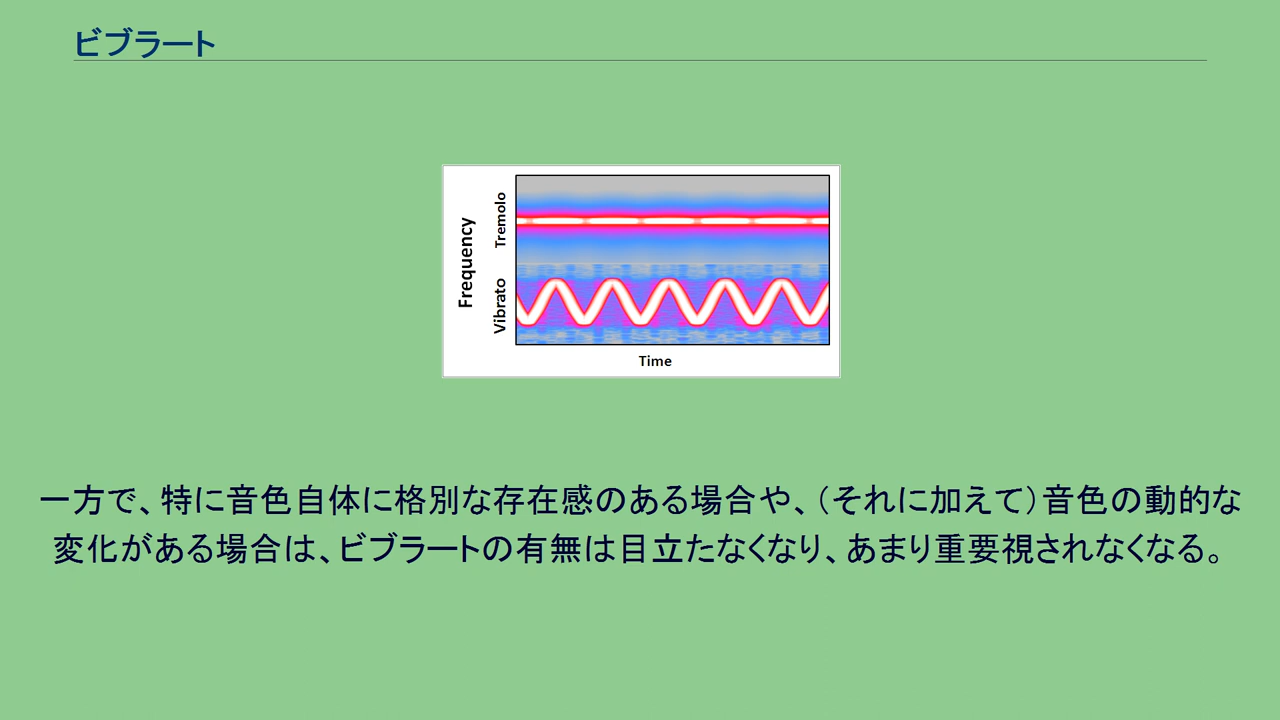 ビブラート
Frequency
Tremolo
Vibrato
Time
一方で、特に音色自体に格別な存在感のある場合や、（それに加えて）音色の動的な
変化がある場合は、ビブラートの有無は目立たなくなり、あまり重要視されなくなる。